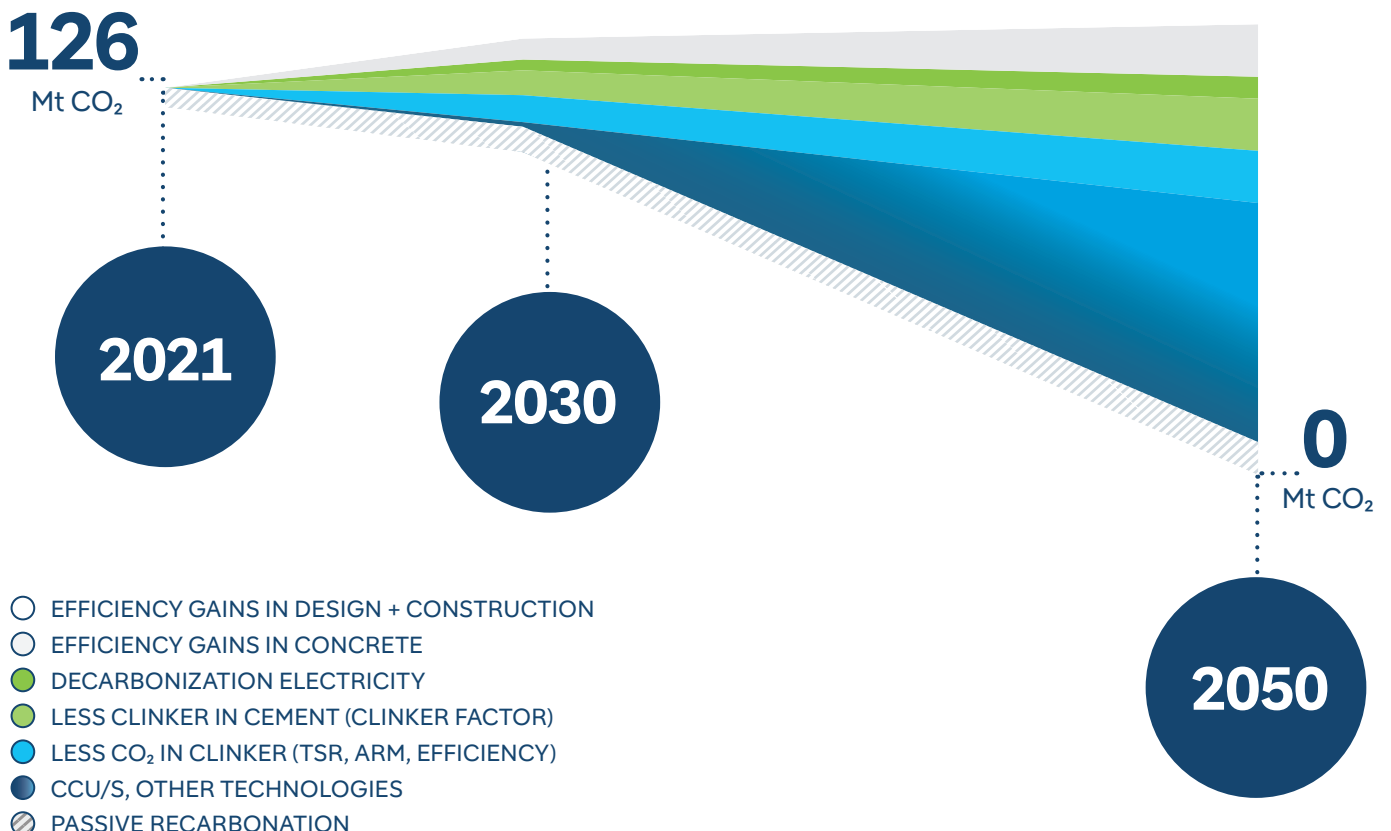 126
Mt CO₂
2021
2030
0
Mt CO₂
2050
EFFICIENCY GAINS IN DESIGN + CONSTRUCTION
EFFICIENCY GAINS IN CONCRETE
DECARBONIZATION ELECTRICITY
LESS CLINKER IN CEMENT (CLINKER FACTOR)
LESS CO₂ IN CLINKER (TSR, ARM, EFFICIENCY)
CCU/S, OTHER TECHNOLOGIES
PASSIVE RECARBONATION